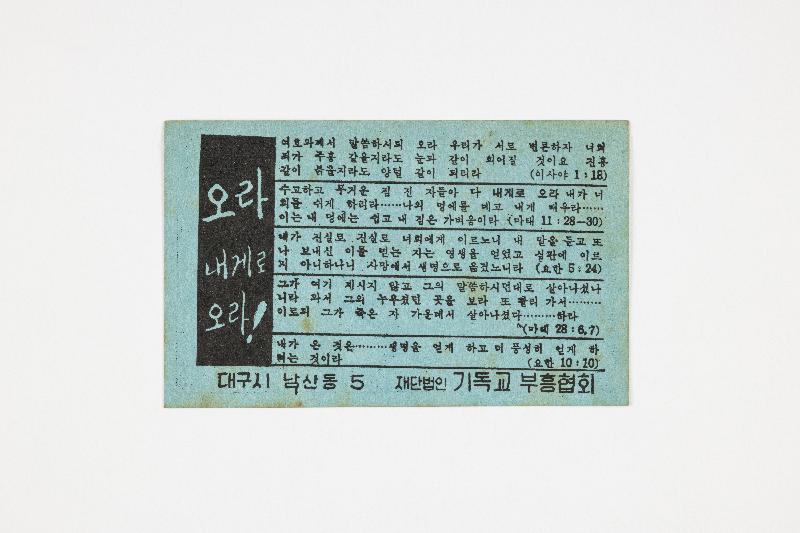 오라
내게로
오라!
여호와께서 말씀하시되 오라 우리가 서로 변론하자 너희
죄가 주홍 같을지라도 눈과 같이 희어질 것이요 진홍
같이 붉을지라도 양털 같이 되리라 (이사야 1:18)
수고하고 무거운 짐 진 자들아 다 내게로 오라 내가 너
희를 쉬게 하리라……나의 멍에를 메고 내게 배우라……
이는 내 멍에는 쉽고 내 짐은 가벼움이라 (마태 11:28—30)
내가 진실로 진실로 너희에게 이르노니 내 말을 듣고 또
나 보내신 이를 믿는 자는 영생을 얻었고 심판에 이르
지 아니하나니 사망에서 생명으로 옮겼느니라 (요한 5:24)
그가 여기 계시지 않고 그의 말씀하시던대로 살아나셨나
니라 와서 그의 누우셨던 곳을 보라 또 빨리 가서………
이르되 그가 죽은 자 가운데서 살아나셨다………하라
(마태 28:6,7)
내가 온 것은………생명을 얻게 하고 더 풍성히 얻게 하
려는 것이라 (요한 10:10)
대구시 낙산동 5 재단법인 기독교 부흥협회